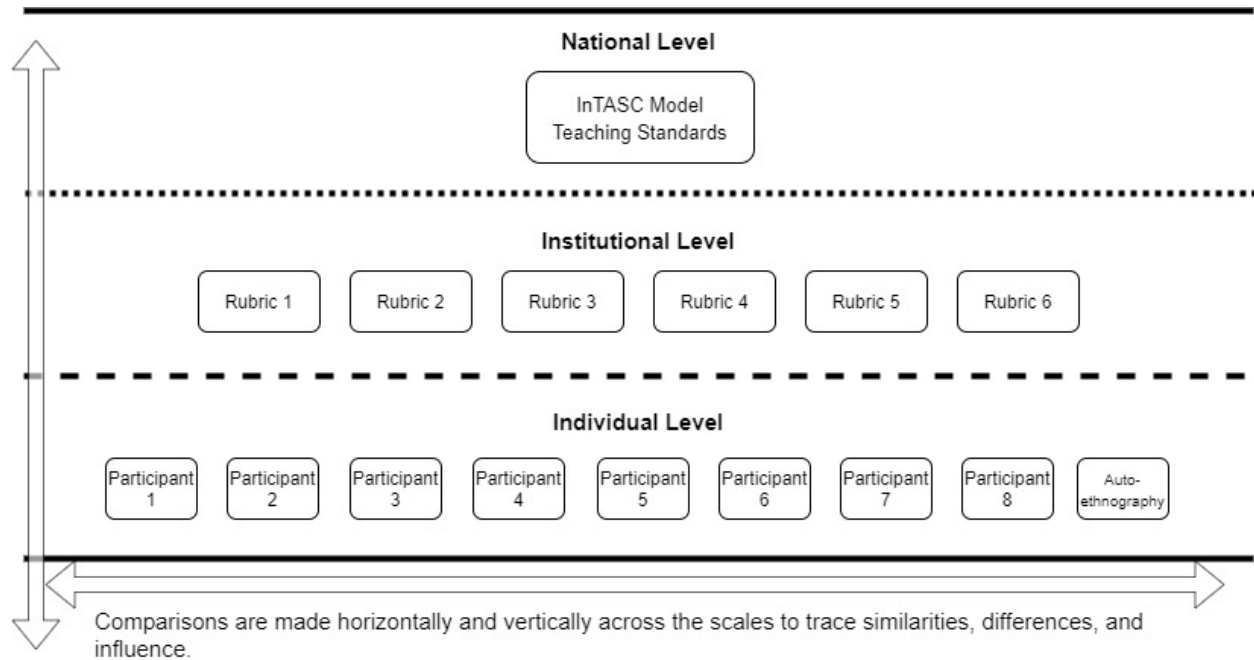 National Level
InTASC Model
Teaching Standards
Institutional Level
Rubric 1 Rubric 2 Rubric 3 Rubric 4 Rubric 5 Rubric 6
Individual Level
Participant 1
Participant 2
Participant 3
Participant 4
Participant 5
Participant 6
Participant 7
Participant 8
Auto-
ethnography
Comparisons are made horizontally and vertically across the scales to trace similarities, differences, and
influence.